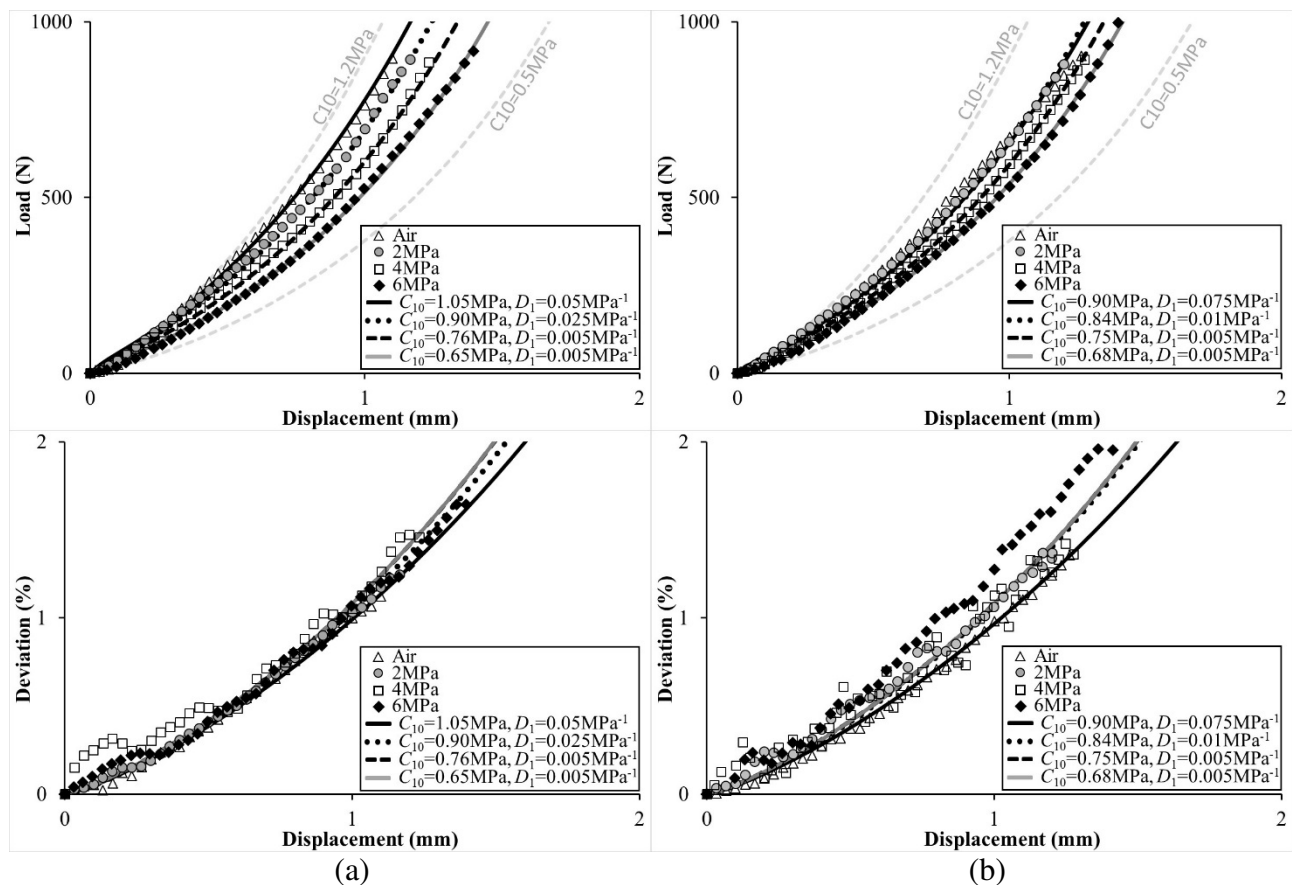 1000
500
0
Load (N)
C10=1.2MPa
C10=0.5MPa
Air
2MPa
4MPa
6MPa
C₁₀=1.05MPa, D₁=0.05MPa⁻¹
C₁₀=0.90MPa, D₁=0.025MPa⁻¹
C₁₀=0.76MPa, D₁=0.005MPa⁻¹
C₁₀=0.65MPa, D₁=0.005MPa⁻¹
0 1 2
Displacement (mm)
1000
500
0
Load (N)
C10=1.2MPa
C10=0.5MPa
Air
2MPa
4MPa
6MPa
C₁₀=0.90MPa, D₁=0.075MPa⁻¹
C₁₀=0.84MPa, D₁=0.01MPa⁻¹
C₁₀=0.75MPa, D₁=0.005MPa⁻¹
C₁₀=0.68MPa, D₁=0.005MPa⁻¹
0 1 2
Displacement (mm)
2
1
0
Deviation (%)
Air
2MPa
4MPa
6MPa
C₁₀=1.05MPa, D₁=0.05MPa⁻¹
C₁₀=0.90MPa, D₁=0.025MPa⁻¹
C₁₀=0.76MPa, D₁=0.005MPa⁻¹
C₁₀=0.65MPa, D₁=0.005MPa⁻¹
0 1 2
Displacement (mm)
(a)
2
1
0
Deviation (%)
Air
2MPa
4MPa
6MPa
C₁₀=0.90MPa, D₁=0.075MPa⁻¹
C₁₀=0.84MPa, D₁=0.01MPa⁻¹
C₁₀=0.75MPa, D₁=0.005MPa⁻¹
C₁₀=0.68MPa, D₁=0.005MPa⁻¹
0 1 2
Displacement (mm)
(b)